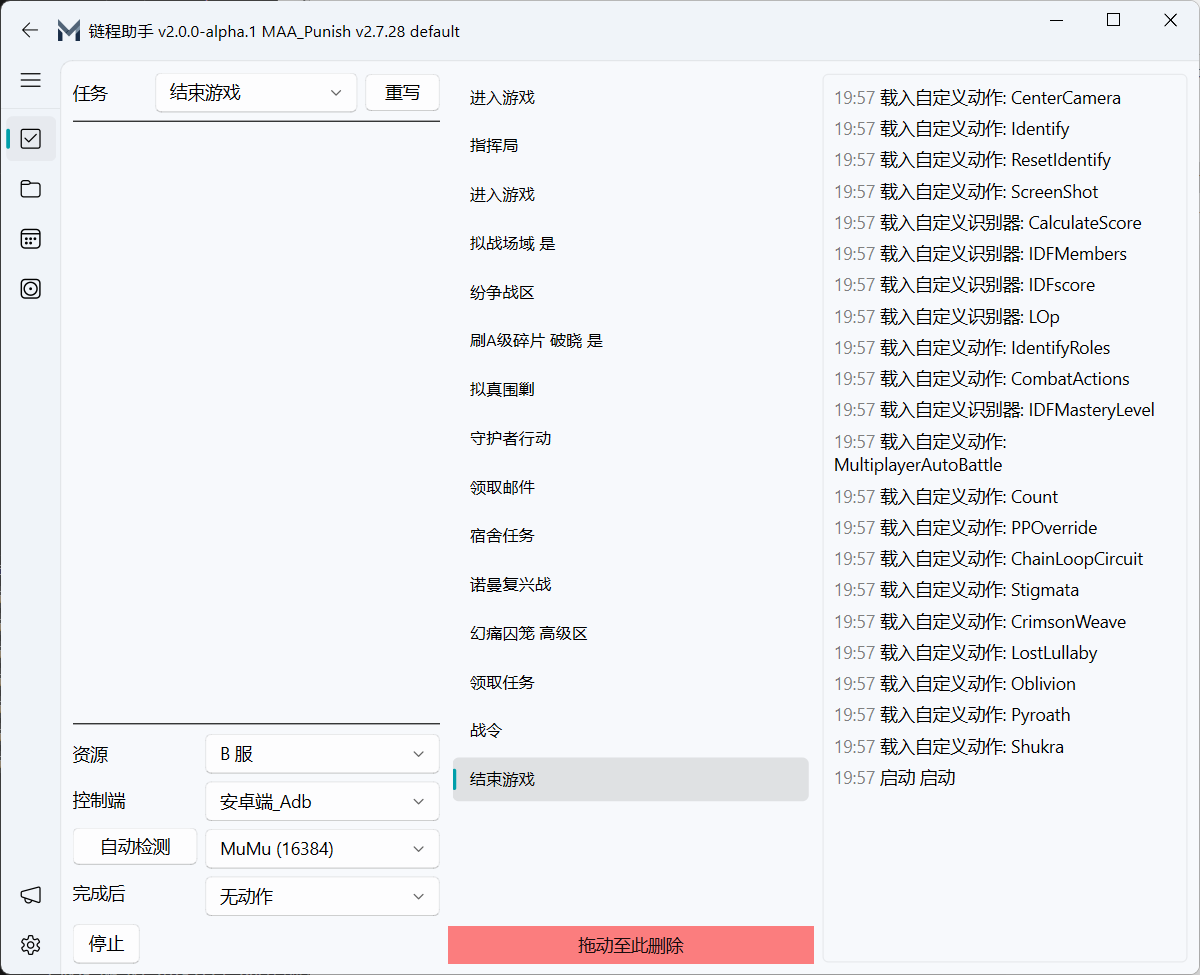 链程助手 v2.0.0-alpha.1 MAA_Punish v2.7.28 default
任务
结束游戏
重写
资源
B 服
控制端
安卓端_Adb
自动检测
MuMu (16384)
完成后
无动作
停止
进入游戏
指挥局
进入游戏
拟战场域 是
纷争战区
刷A级碎片 破晓 是
拟真围剿
守护者行动
领取邮件
宿舍任务
诺曼复兴战
幻痛囚笼 高级区
领取任务
战令
结束游戏
拖动至此删除
19:57 载入自定义动作: CenterCamera
19:57 载入自定义动作: Identify
19:57 载入自定义动作: ResetIdentify
19:57 载入自定义动作: ScreenShot
19:57 载入自定义识别器: CalculateScore
19:57 载入自定义识别器: IDFMembers
19:57 载入自定义识别器: IDFscore
19:57 载入自定义识别器: LOp
19:57 载入自定义动作: IdentifyRoles
19:57 载入自定义动作: CombatActions
19:57 载入自定义识别器: IDFMasteryLevel
19:57 载入自定义动作:
MultiplayerAutoBattle
19:57 载入自定义动作: Count
19:57 载入自定义动作: PPOverride
19:57 载入自定义动作: ChainLoopCircuit
19:57 载入自定义动作: Stigmata
19:57 载入自定义动作: CrimsonWeave
19:57 载入自定义动作: LostLullaby
19:57 载入自定义动作: Oblivion
19:57 载入自定义动作: Pyroath
19:57 载入自定义动作: Shukra
19:57 启动 启动